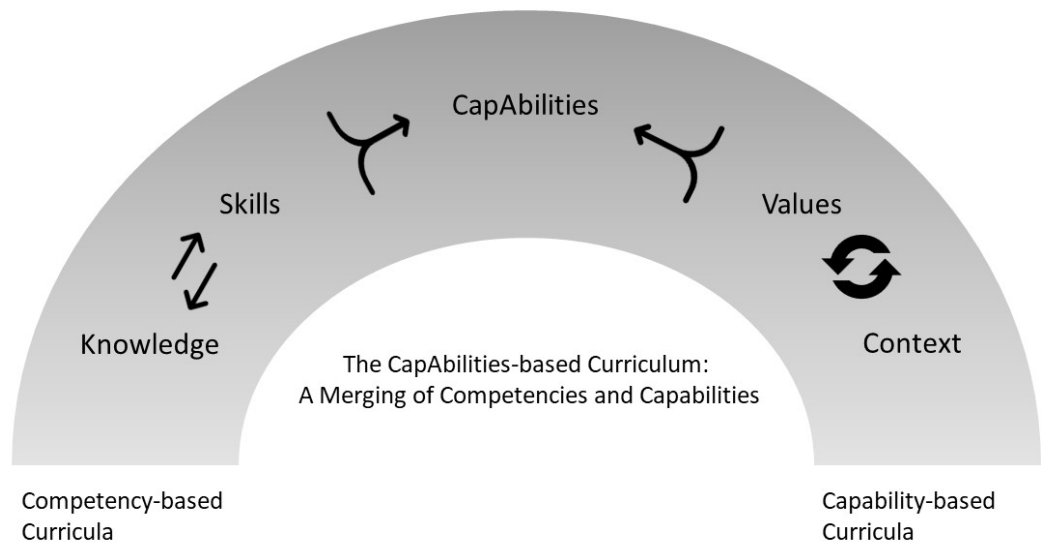 CapAbilities
Skills
Values
Knowledge
Context
The CapAbilities-based Curriculum:
A Merging of Competencies and Capabilities
Competency-based
Curricula
Capability-based
Curricula